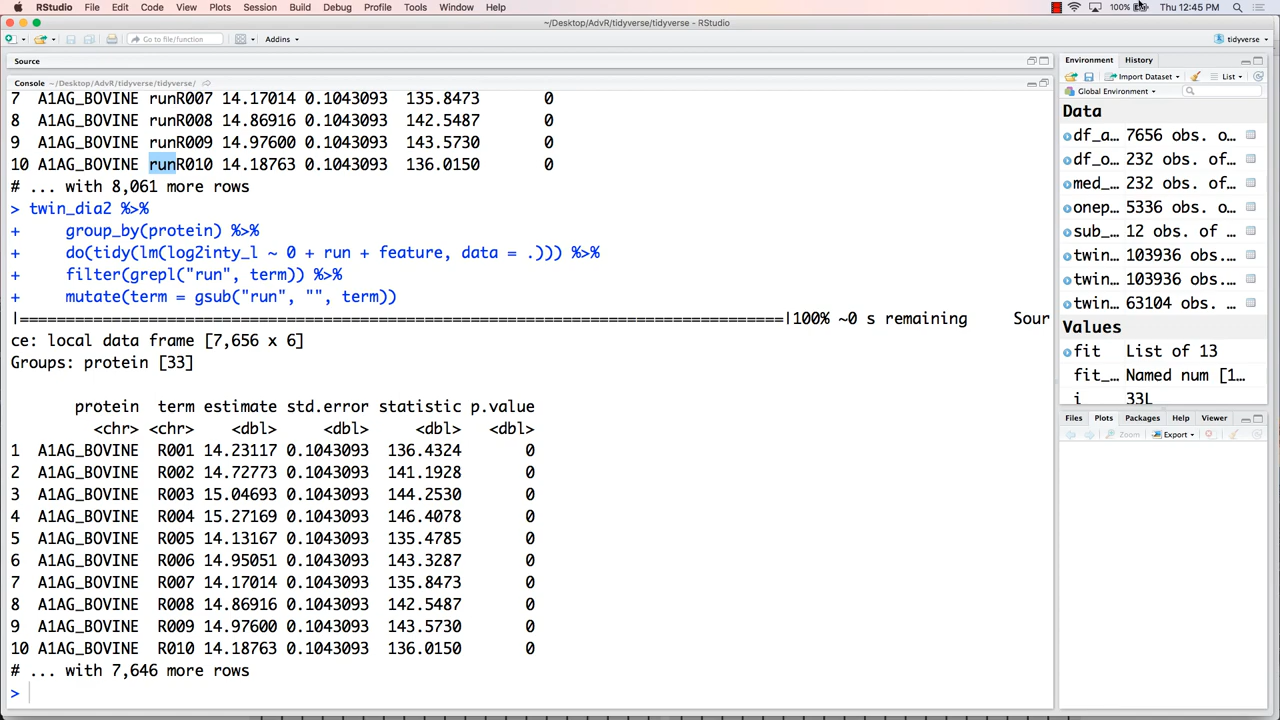 RStudio File Edit Code View Plots Session Build Debug Profile Tools Window Help 100% Thu 12:45 PM
~/Desktop/AdvR/tidyverse/tidyverse - RStudio
Go to file/function Addins tidyverse
Source
Console ~/Desktop/AdvR/tidyverse/tidyverse/
7 A1AG_BOVINE runR007 14.17014 0.1043093 135.8473 0
8 A1AG_BOVINE runR008 14.86916 0.1043093 142.5487 0
9 A1AG_BOVINE runR009 14.97600 0.1043093 143.5730 0
10 A1AG_BOVINE runR010 14.18763 0.1043093 136.0150 0
# ... with 8,061 more rows
> twin_dia2 %>%
+ group_by(protein) %>%
+ do(tidy(lm(log2inty_l ~ 0 + run + feature, data = .))) %>%
+ filter(grepl("run", term)) %>%
+ mutate(term = gsub("run", "", term))
|==========================================================================|100% ~0 s remaining Sour
ce: local data frame [7,656 x 6]
Groups: protein [33]
protein term estimate std.error statistic p.value
<chr> <chr> <dbl> <dbl> <dbl> <dbl>
1 A1AG_BOVINE R001 14.23117 0.1043093 136.4324 0
2 A1AG_BOVINE R002 14.72773 0.1043093 141.1928 0
3 A1AG_BOVINE R003 15.04693 0.1043093 144.2530 0
4 A1AG_BOVINE R004 15.27169 0.1043093 146.4078 0
5 A1AG_BOVINE R005 14.13167 0.1043093 135.4785 0
6 A1AG_BOVINE R006 14.95051 0.1043093 143.3287 0
7 A1AG_BOVINE R007 14.17014 0.1043093 135.8473 0
8 A1AG_BOVINE R008 14.86916 0.1043093 142.5487 0
9 A1AG_BOVINE R009 14.97600 0.1043093 143.5730 0
10 A1AG_BOVINE R010 14.18763 0.1043093 136.0150 0
# ... with 7,646 more rows
>
Environment History
Import Dataset List
Global Environment
Data
df_a... 7656 obs. o...
df_o... 232 obs. of...
med_... 232 obs. of...
onep... 5336 obs. o...
sub_... 12 obs. of ...
twin... 103936 obs....
twin... 103936 obs....
twin... 63104 obs. ...
Values
fit List of 13
fit_... Named num [1...
i 33L
Files Plots Packages Help Viewer
Zoom Export